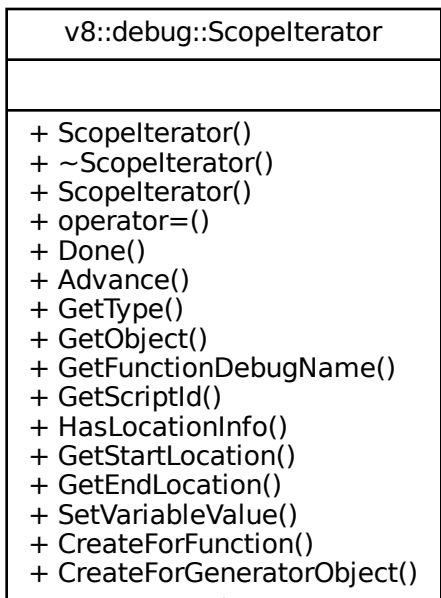 v8::debug::ScopeIterator
+ ScopeIterator()
+ ~ScopeIterator()
+ ScopeIterator()
+ operator=()
+ Done()
+ Advance()
+ GetType()
+ GetObject()
+ GetFunctionDebugName()
+ GetScriptId()
+ HasLocationInfo()
+ GetStartLocation()
+ GetEndLocation()
+ SetVariableValue()
+ CreateForFunction()
+ CreateForGeneratorObject()